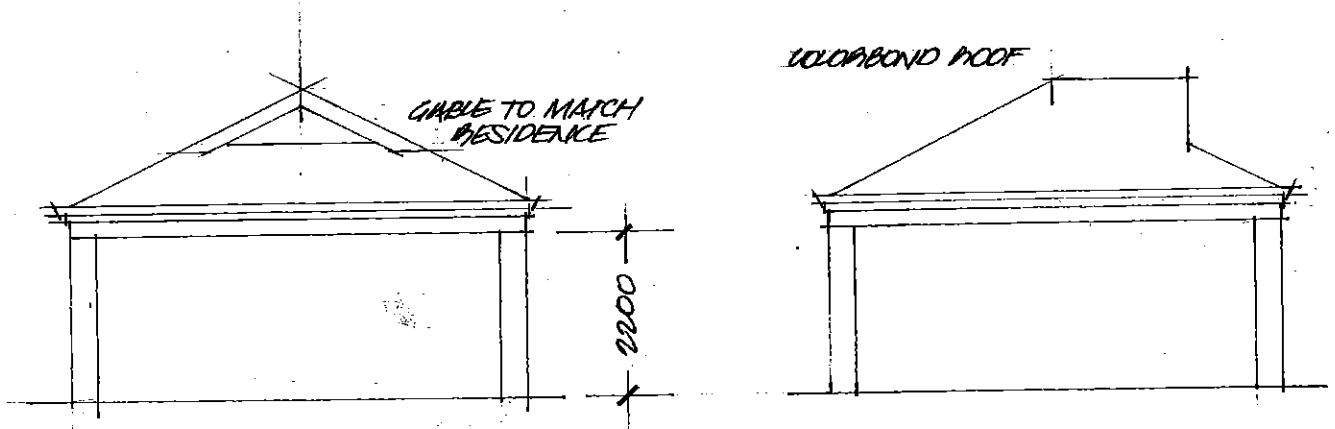 GABLE TO MATCH
RESIDENCE
COLORBOND ROOF
2200